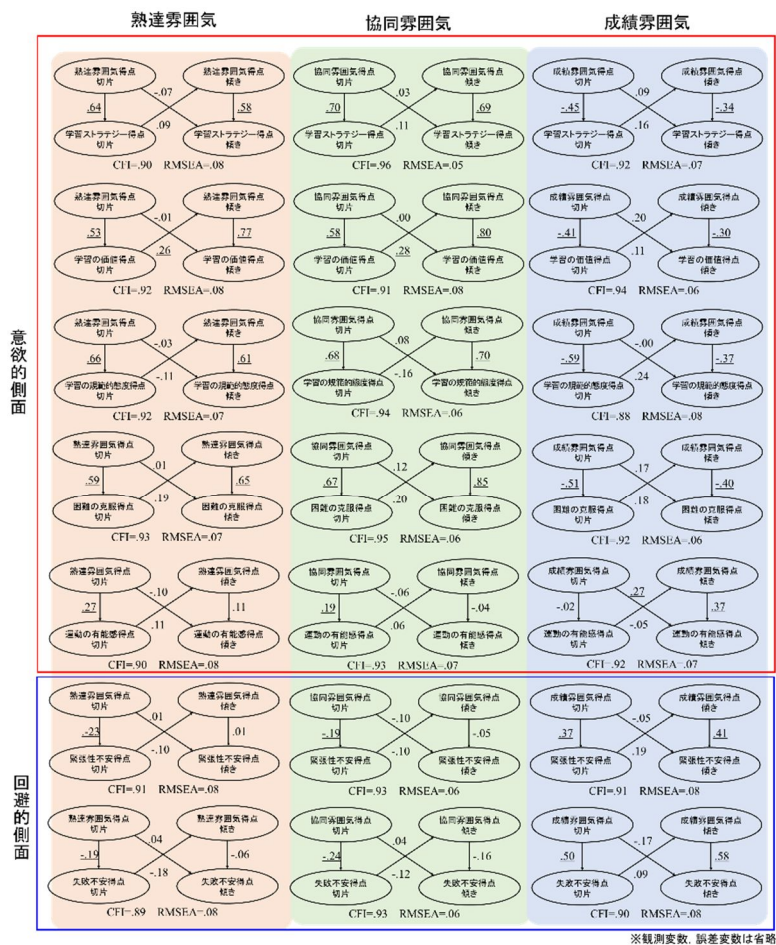 熟達雰囲気 協同雰囲気 成績雰囲気
意欲的側面
熟達雰囲気得点 熟達雰囲気得点 協同雰囲気得点 協同雰囲気得点 成績雰囲気得点 成績雰囲気得点
切片 傾き 切片 傾き 切片 傾き
-.07 .03 .09
.64 .58 .70 .69 -.45 -.34
.09 .11 .16
学習ストラテジー得点 学習ストラテジー得点 学習ストラテジー得点 学習ストラテジー得点 学習ストラテジー得点 学習ストラテジー得点
切片 傾き 切片 傾き 切片 傾き
CFI=.90 RMSEA=.08 CFI=.96 RMSEA=.05 CFI=.92 RMSEA=.07
熟達雰囲気得点 熟達雰囲気得点 協同雰囲気得点 協同雰囲気得点 成績雰囲気得点 成績雰囲気得点
切片 傾き 切片 傾き 切片 傾き
-.01 .00 .20
.53 .77 .58 .80 -.41 -.30
.26 .28 .11
学習の価値得点 学習の価値得点 学習の価値得点 学習の価値得点 学習の価値得点 学習の価値得点
切片 傾き 切片 傾き 切片 傾き
CFI=.92 RMSEA=.08 CFI=.91 RMSEA=.08 CFI=.94 RMSEA=.06
熟達雰囲気得点 熟達雰囲気得点 協同雰囲気得点 協同雰囲気得点 成績雰囲気得点 成績雰囲気得点
切片 傾き 切片 傾き 切片 傾き
-.03 .08 -.00
.66 .61 .68 .70 -.59 -.37
-.11 -.16 .24
学習の規範的態度得点 学習の規範的態度得点 学習の規範的態度得点 学習の規範的態度得点 学習の規範的態度得点 学習の規範的態度得点
切片 傾き 切片 傾き 切片 傾き
CFI=.92 RMSEA=.07 CFI=.94 RMSEA=.06 CFI=.88 RMSEA=.08
熟達雰囲気得点 熟達雰囲気得点 協同雰囲気得点 協同雰囲気得点 成績雰囲気得点 成績雰囲気得点
切片 傾き 切片 傾き 切片 傾き
.01 .12 .17
.59 .65 .67 .85 -.51 -.40
.19 .20 .18
困難の克服得点 困難の克服得点 困難の克服得点 困難の克服得点 困難の克服得点 困難の克服得点
切片 傾き 切片 傾き 切片 傾き
CFI=.93 RMSEA=.07 CFI=.95 RMSEA=.06 CFI=.92 RMSEA=.06
熟達雰囲気得点 熟達雰囲気得点 協同雰囲気得点 協同雰囲気得点 成績雰囲気得点 成績雰囲気得点
切片 傾き 切片 傾き 切片 傾き
-.10 -.06 .27
.27 .11 .19 -.04 -.02 .37
.11 .06 -.05
運動の有能感得点 運動の有能感得点 運動の有能感得点 運動の有能感得点 運動の有能感得点 運動の有能感得点
切片 傾き 切片 傾き 切片 傾き
CFI=.90 RMSEA=.08 CFI=.93 RMSEA=.07 CFI=.92 RMSEA=.07
回避的側面
熟達雰囲気得点 熟達雰囲気得点 協同雰囲気得点 協同雰囲気得点 成績雰囲気得点 成績雰囲気得点
切片 傾き 切片 傾き 切片 傾き
.01 -.10 -.05
-.23 .01 -.19 -.05 .37 .41
-.10 -.10 .19
緊張性不安得点 緊張性不安得点 緊張性不安得点 緊張性不安得点 緊張性不安得点 緊張性不安得点
切片 傾き 切片 傾き 切片 傾き
CFI=.91 RMSEA=.08 CFI=.93 RMSEA=.06 CFI=.91 RMSEA=.08
熟達雰囲気得点 熟達雰囲気得点 協同雰囲気得点 協同雰囲気得点 成績雰囲気得点 成績雰囲気得点
切片 傾き 切片 傾き 切片 傾き
.04 .04 -.17
-.19 -.06 -.24 -.16 .50 .58
-.18 -.12 .09
失敗不安得点 失敗不安得点 失敗不安得点 失敗不安得点 失敗不安得点 失敗不安得点
切片 傾き 切片 傾き 切片 傾き
CFI=.89 RMSEA=.08 CFI=.93 RMSEA=.06 CFI=.90 RMSEA=.08
※観測変数，誤差変数は省略